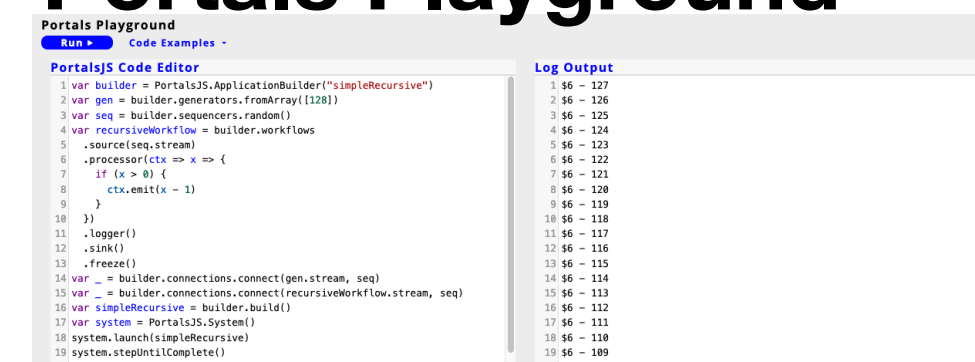 Portals Playground
Portals Playground
Run ▸ Code Examples -
PortalsJS Code Editor
1 var builder = PortalsJS.ApplicationBuilder("simpleRecursive")
2 var gen = builder.generators.fromArray([128])
3 var seq = builder.sequencers.random()
4 var recursiveWorkflow = builder.workflows
5 .source(seq.stream)
6 .processor(ctx => x => {
7 if (x > 0) {
8 ctx.emit(x - 1)
9 }
10 })
11 .logger()
12 .sink()
13 .freeze()
14 var _ = builder.connections.connect(gen.stream, seq)
15 var _ = builder.connections.connect(recursiveWorkflow.stream, seq)
16 var simpleRecursive = builder.build()
17 var system = PortalsJS.System()
18 system.launch(simpleRecursive)
19 system.stepUntilComplete()
Log Output
1 $6 - 127
2 $6 - 126
3 $6 - 125
4 $6 - 124
5 $6 - 123
6 $6 - 122
7 $6 - 121
8 $6 - 120
9 $6 - 119
10 $6 - 118
11 $6 - 117
12 $6 - 116
13 $6 - 115
14 $6 - 114
15 $6 - 113
16 $6 - 112
17 $6 - 111
18 $6 - 110
19 $6 - 109